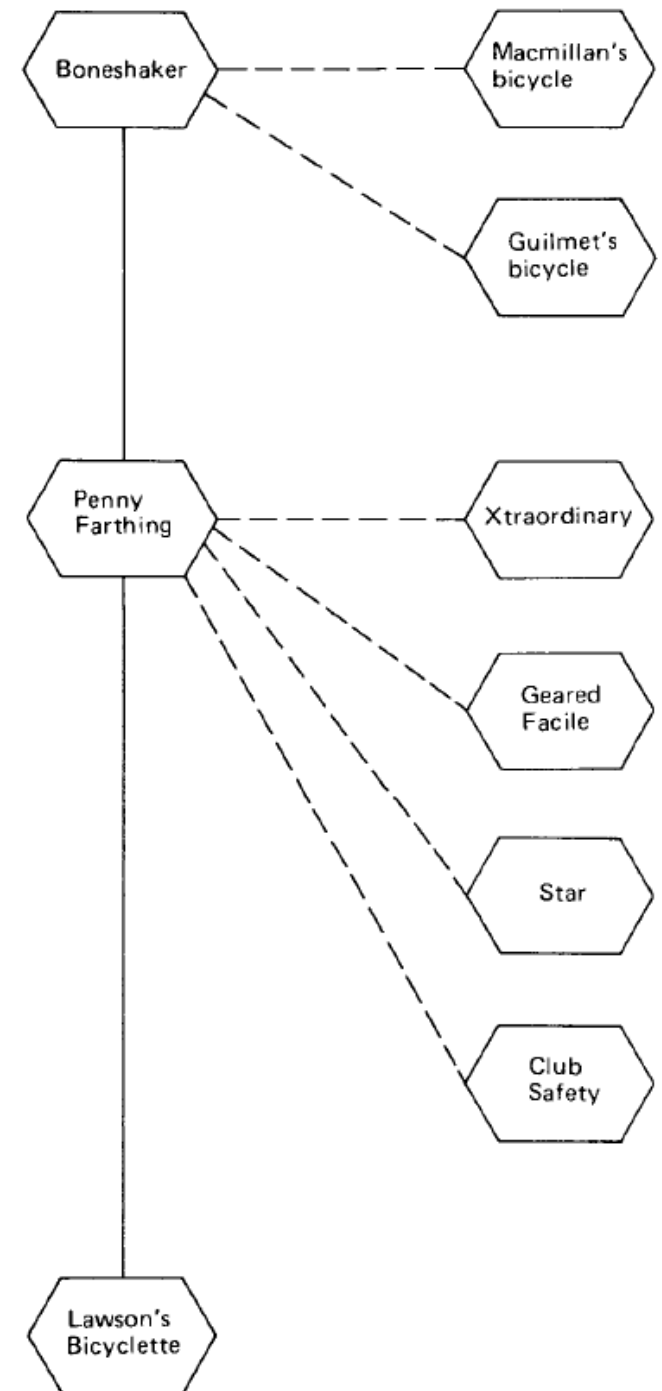 Boneshaker
Macmillan's
bicycle
Guilmet's
bicycle
Penny
Farthing
Xtraordinary
Geared
Facile
Star
Club
Safety
Lawson's
Bicyclette